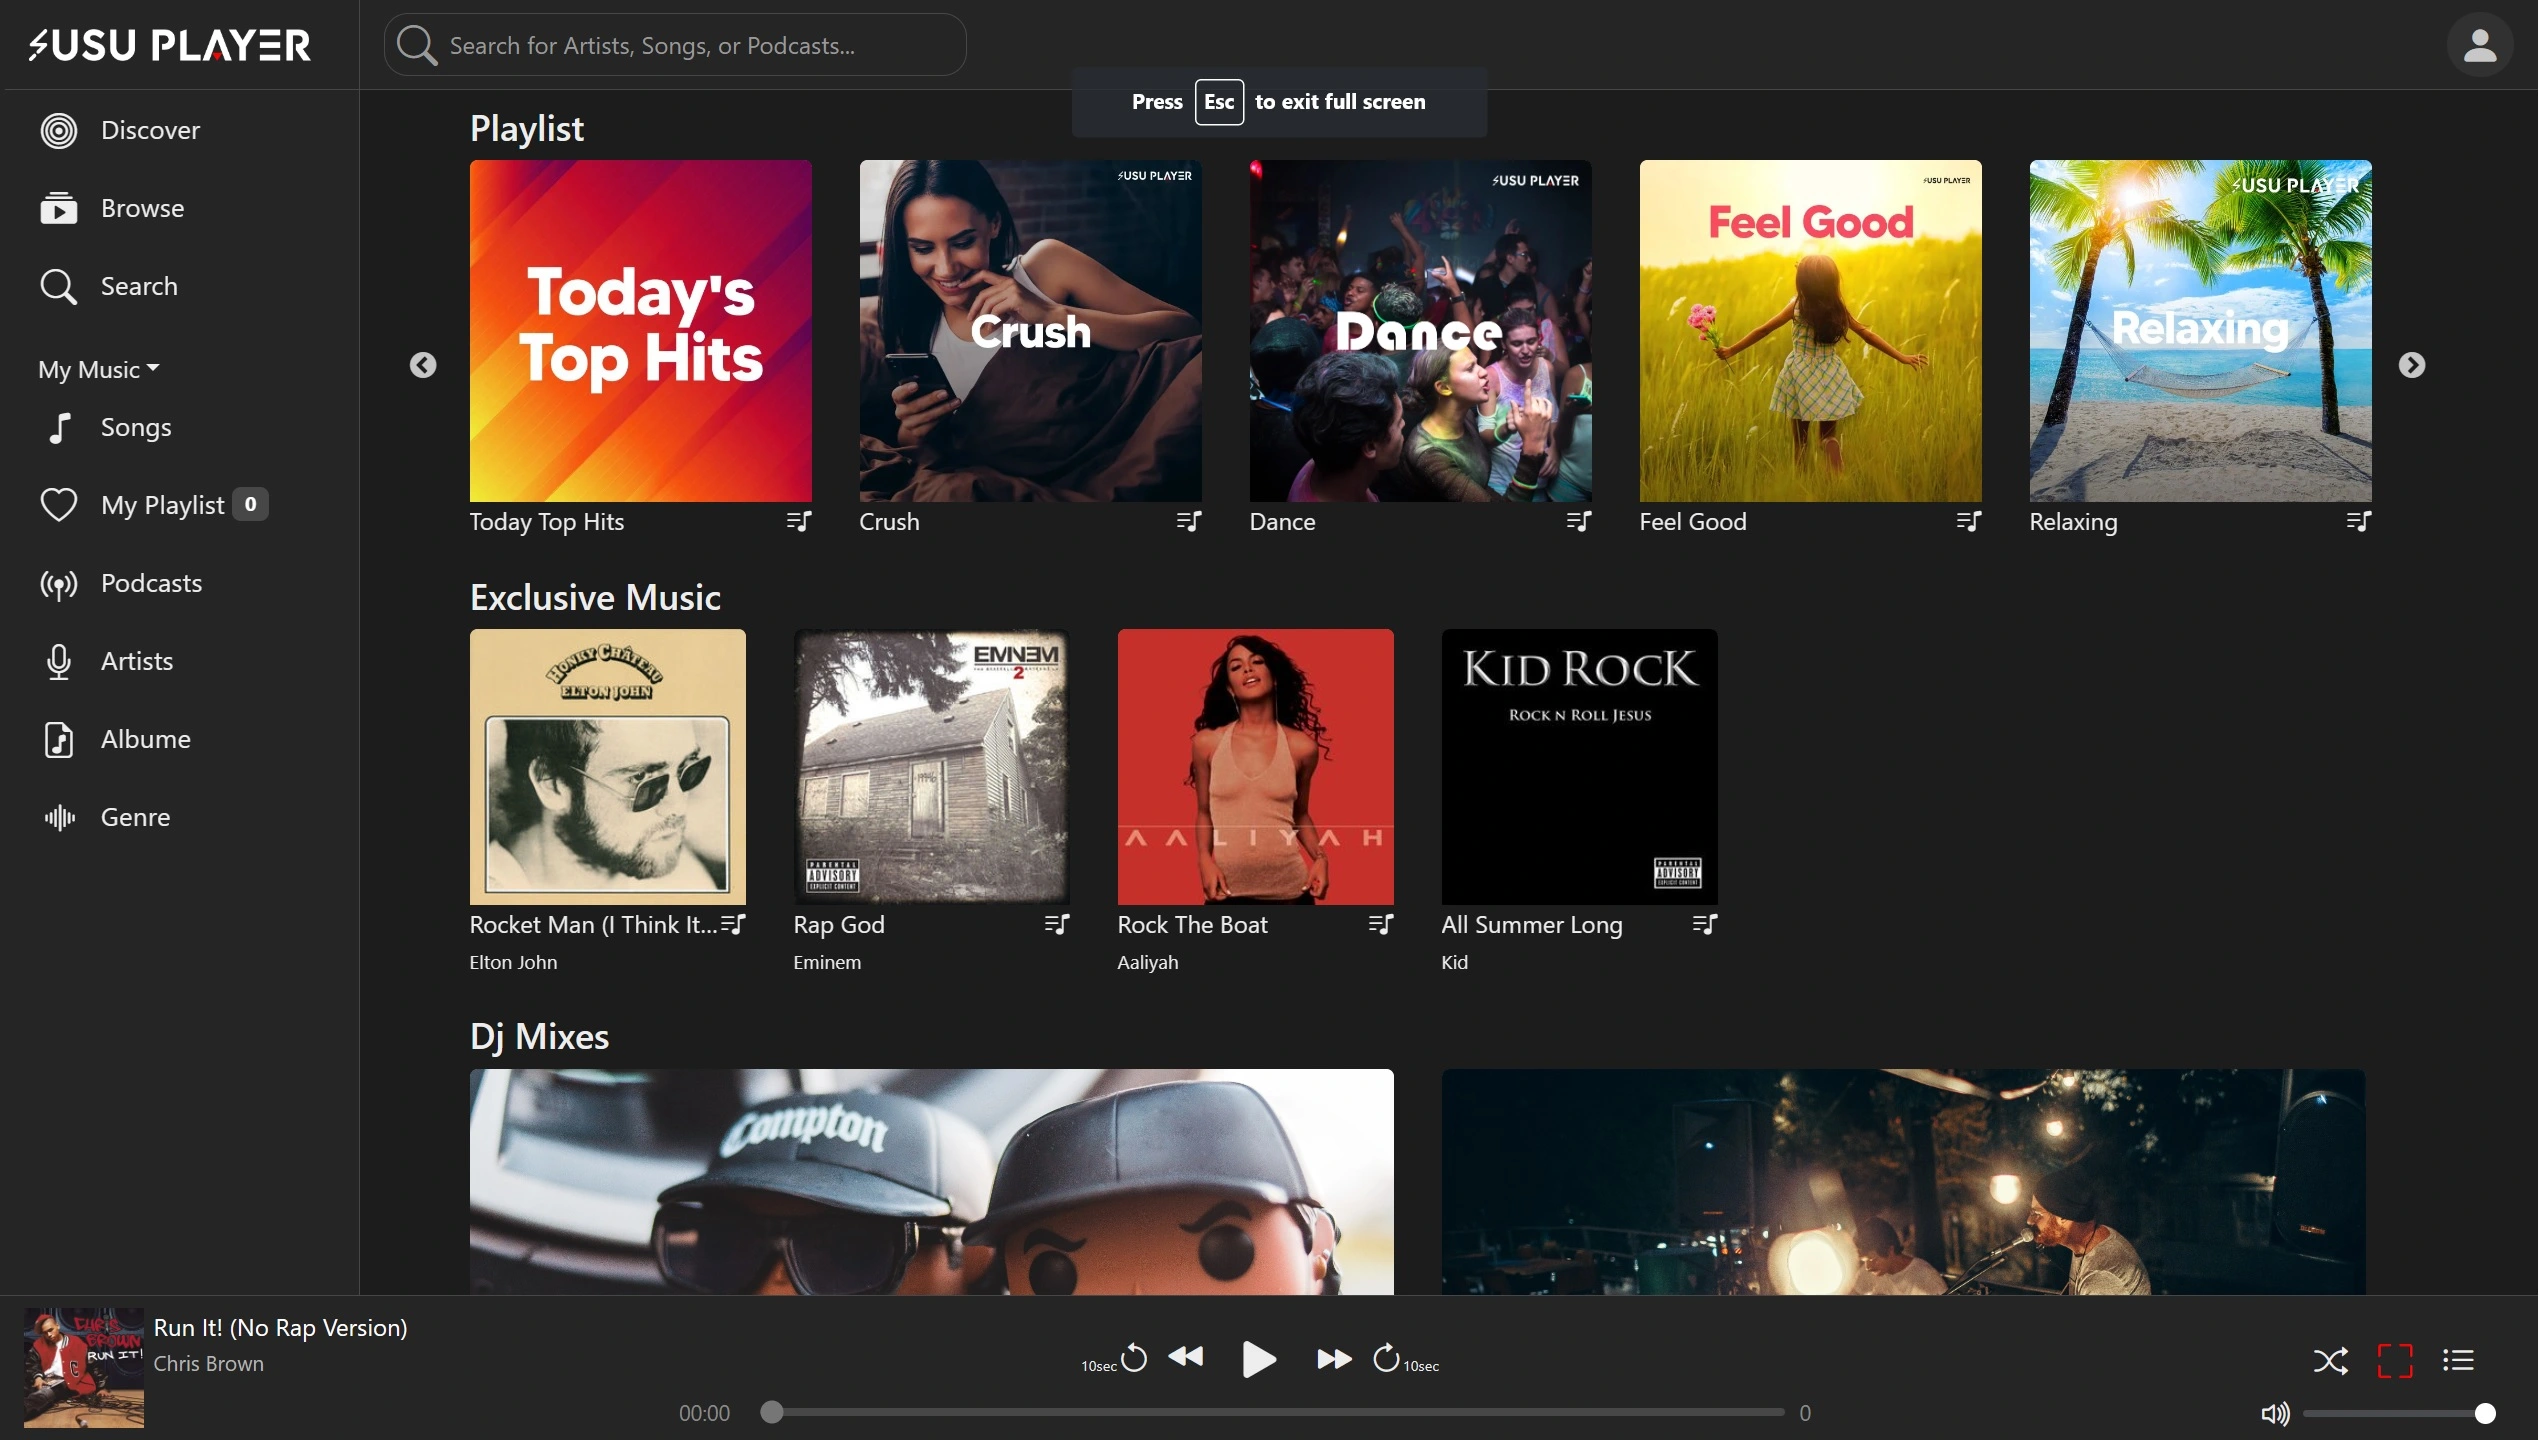 USU PLAYER
Search for Artists, Songs, or Podcasts...
Press Esc to exit full screen
Discover
Browse
Search
My Music
Songs
My Playlist 0
Podcasts
Artists
Albume
Genre
Playlist
Today's
Top Hits
Today Top Hits
USU PLAYER
Crush
Crush
USU PLAYER
Dance
Dance
USU PLAYER
Feel Good
Feel Good
USU PLAYER
Relaxing
Relaxing
Exclusive Music
HONKY CHÂTEAU
ELTON JOHN
Rocket Man (I Think It...
Elton John
EMINEM
2
PARENTAL
ADVISORY
EXPLICIT CONTENT
Rap God
Eminem
AALIYAH
Rock The Boat
Aaliyah
KID ROCK
ROCK N ROLL JESUS
PARENTAL
ADVISORY
EXPLICIT CONTENT
All Summer Long
Kid
Dj Mixes
Compton
CHRIS
BROWN
RUN IT!
Run It! (No Rap Version)
Chris Brown
10sec
10sec
00:00
0